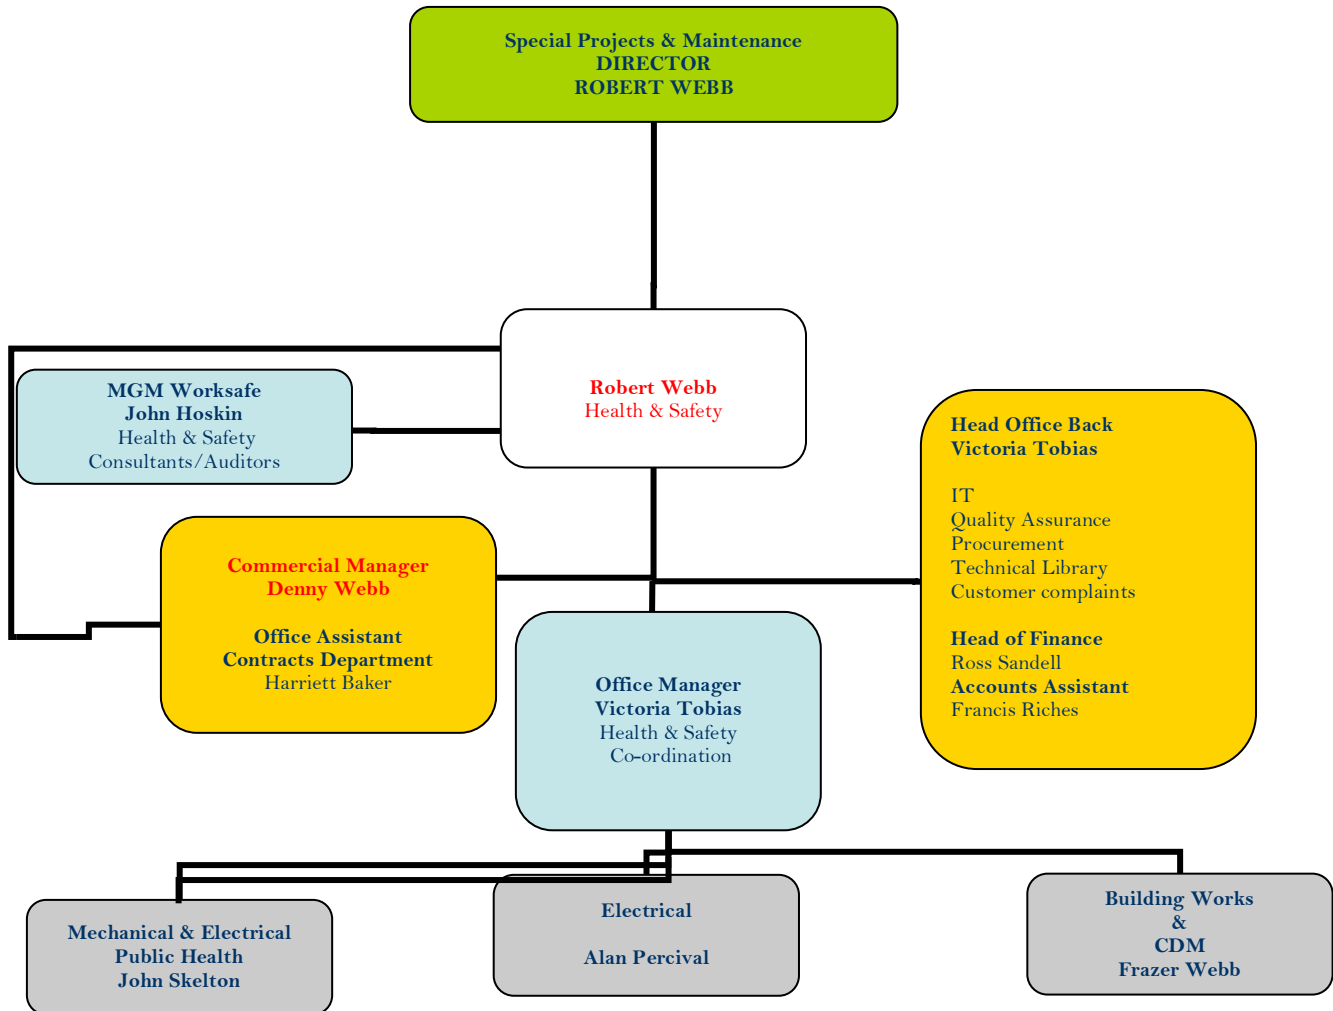 Special Projects & Maintenance
DIRECTOR
ROBERT WEBB
Robert Webb
Health & Safety
MGM Worksafe
John Hoskin
Health & Safety
Consultants/Auditors
Head Office Back
Victoria Tobias
IT
Quality Assurance
Procurement
Technical Library
Customer complaints
Head of Finance
Ross Sandell
Accounts Assistant
Francis Riches
Commercial Manager
Denny Webb
Office Assistant
Contracts Department
Harriett Baker
Office Manager
Victoria Tobias
Health & Safety
Co-ordination
Mechanical & Electrical
Public Health
John Skelton
Electrical
Alan Percival
Building Works
&
CDM
Frazer Webb